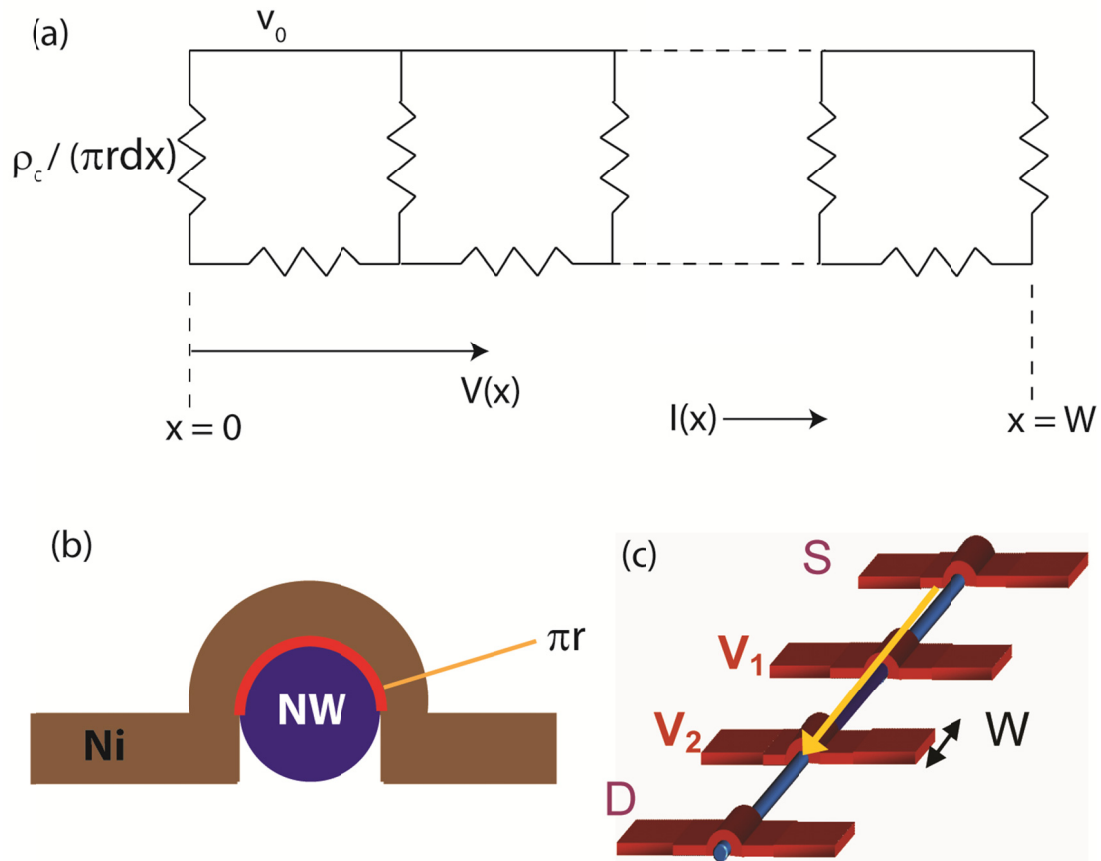 (a)
v₀
ρc / (πrdx)
V(x)
I(x)
x = 0
x = W
(b)
πr
NW
Ni
(c)
S
V₁
V₂
W
D